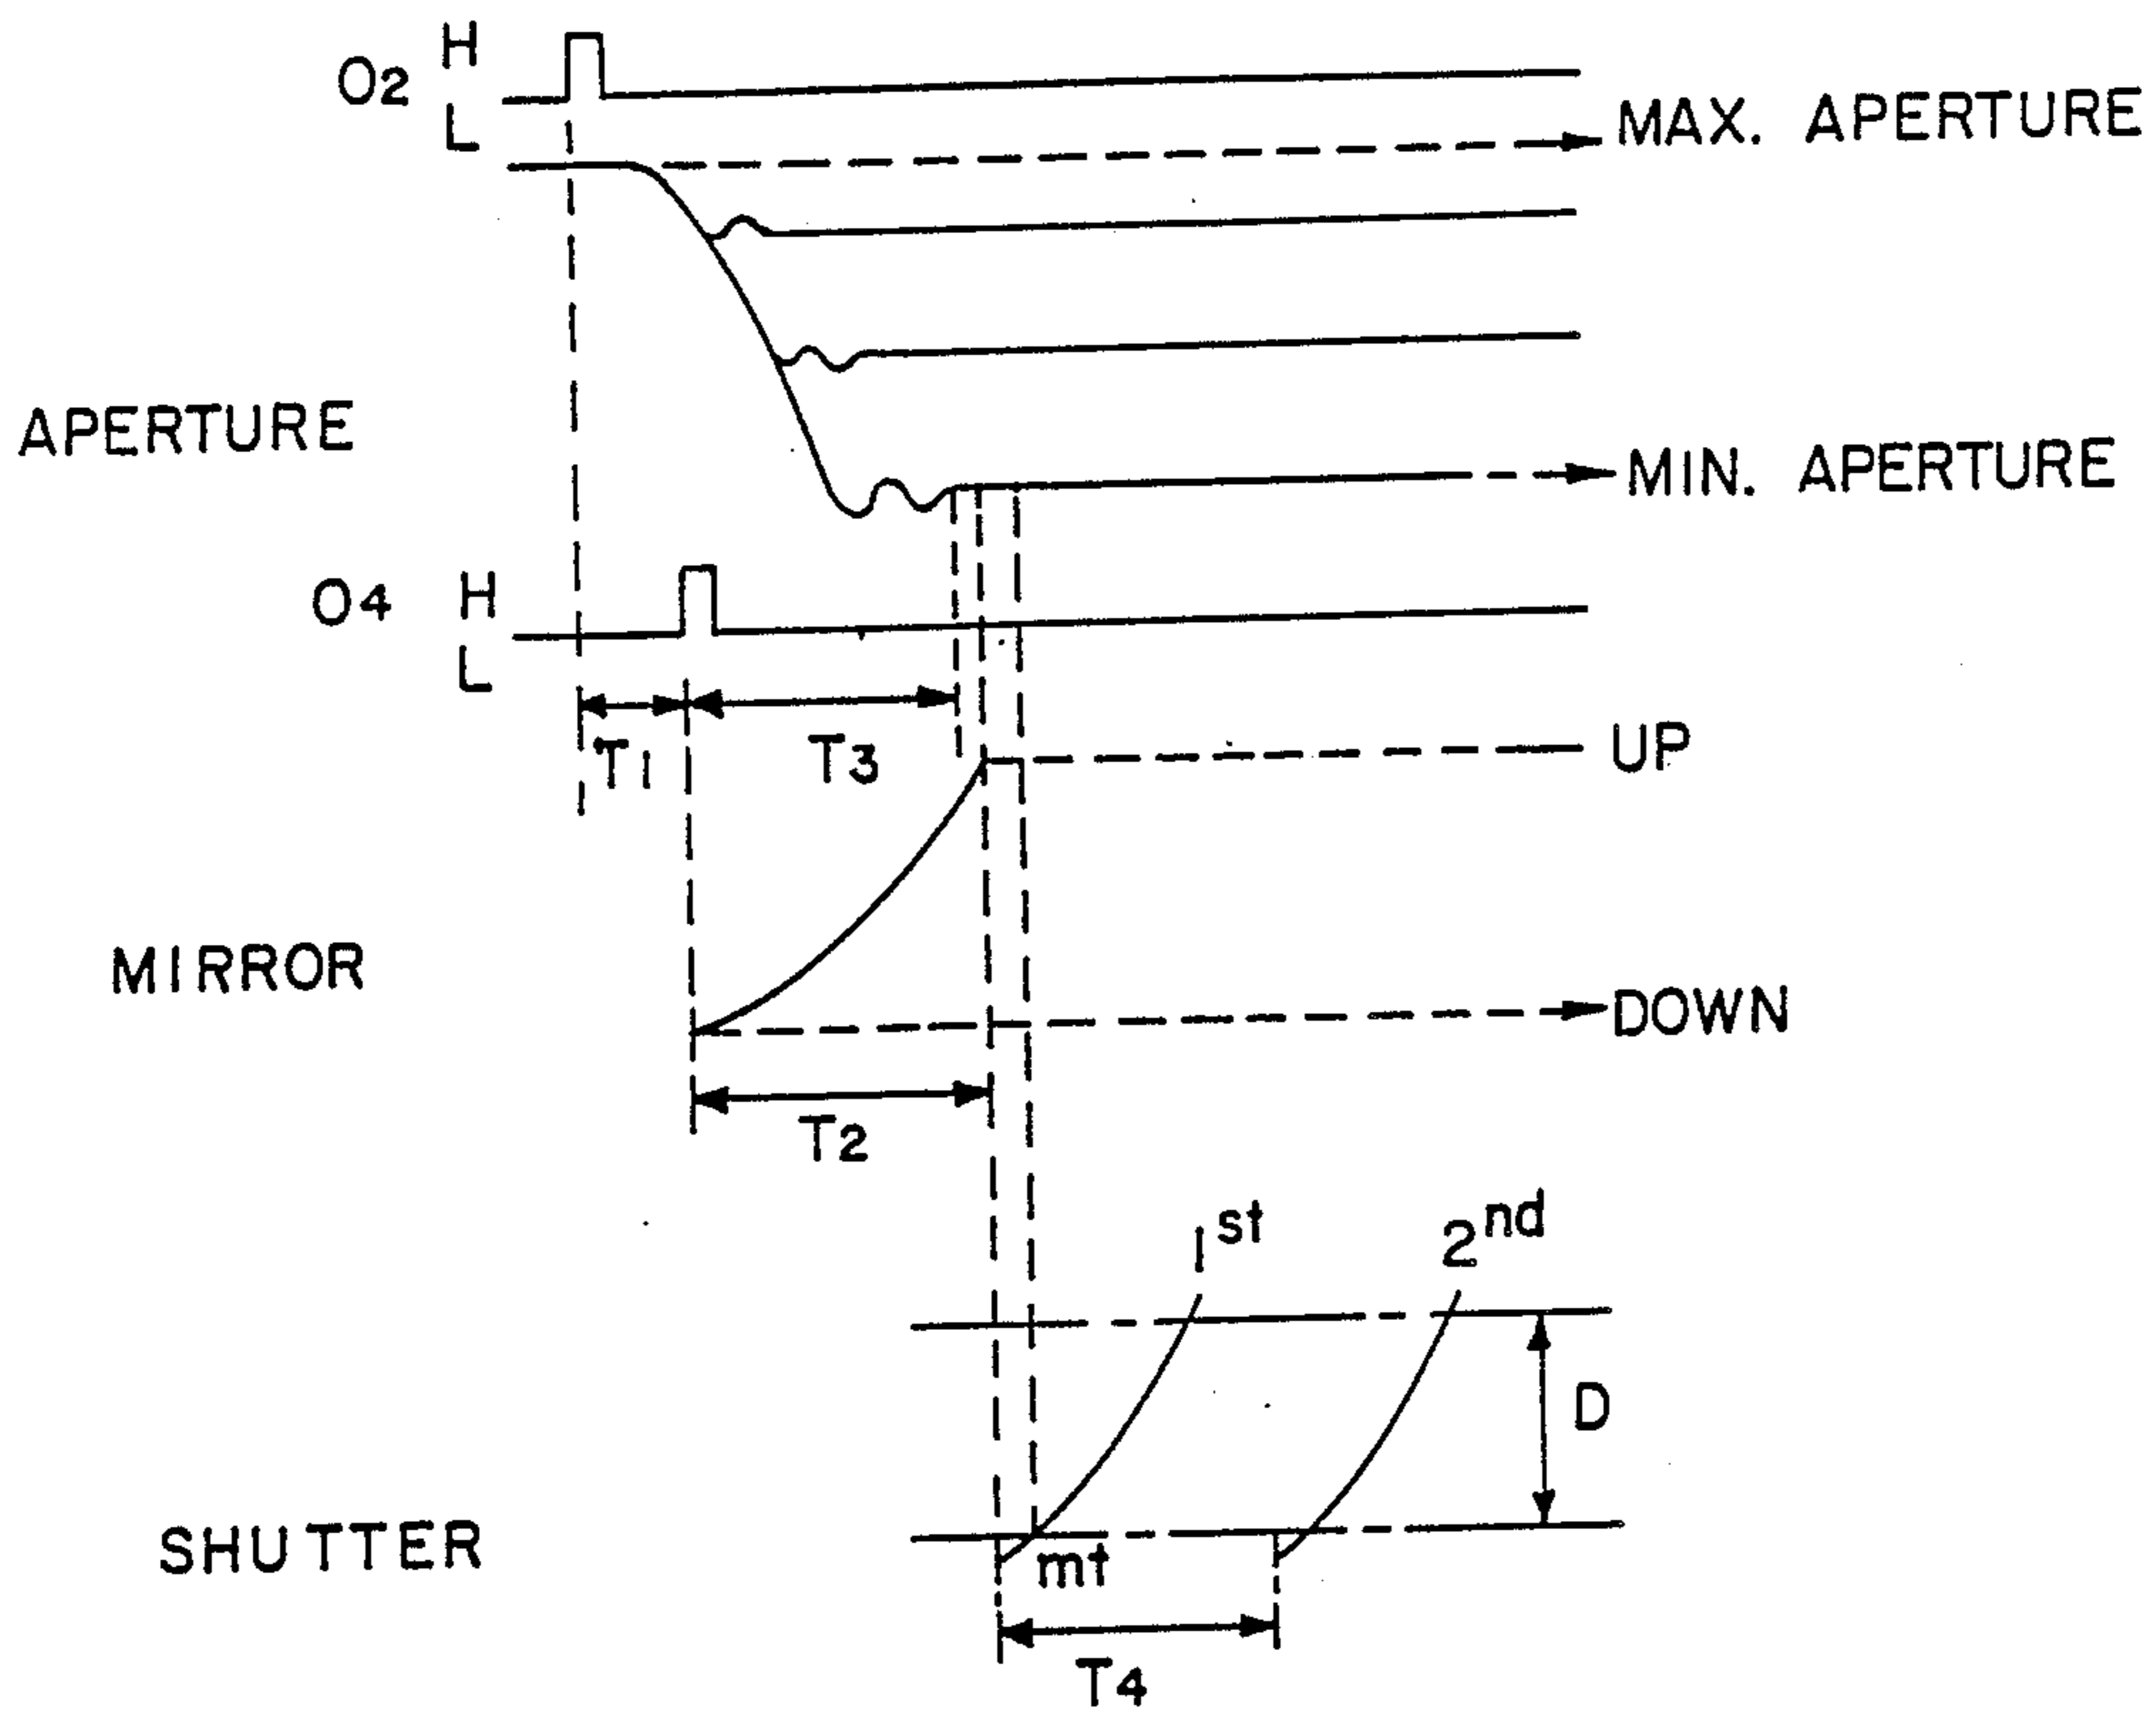 O2 H
L
MAX. APERTURE
APERTURE
MIN. APERTURE
O4 H
L
T1 T3
UP
MIRROR
DOWN
T2
1st 2nd
D
SHUTTER
mt
T4